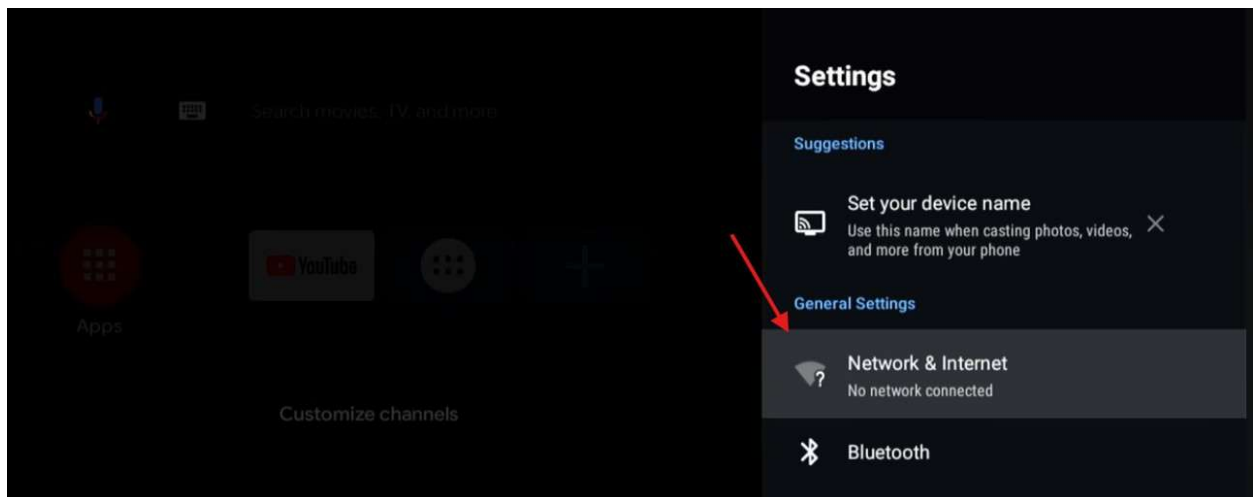 Search movies, TV, and more
YouTube
Apps
Customize channels
Settings
Suggestions
Set your device name
Use this name when casting photos, videos,
and more from your phone
General Settings
Network & Internet
No network connected
Bluetooth